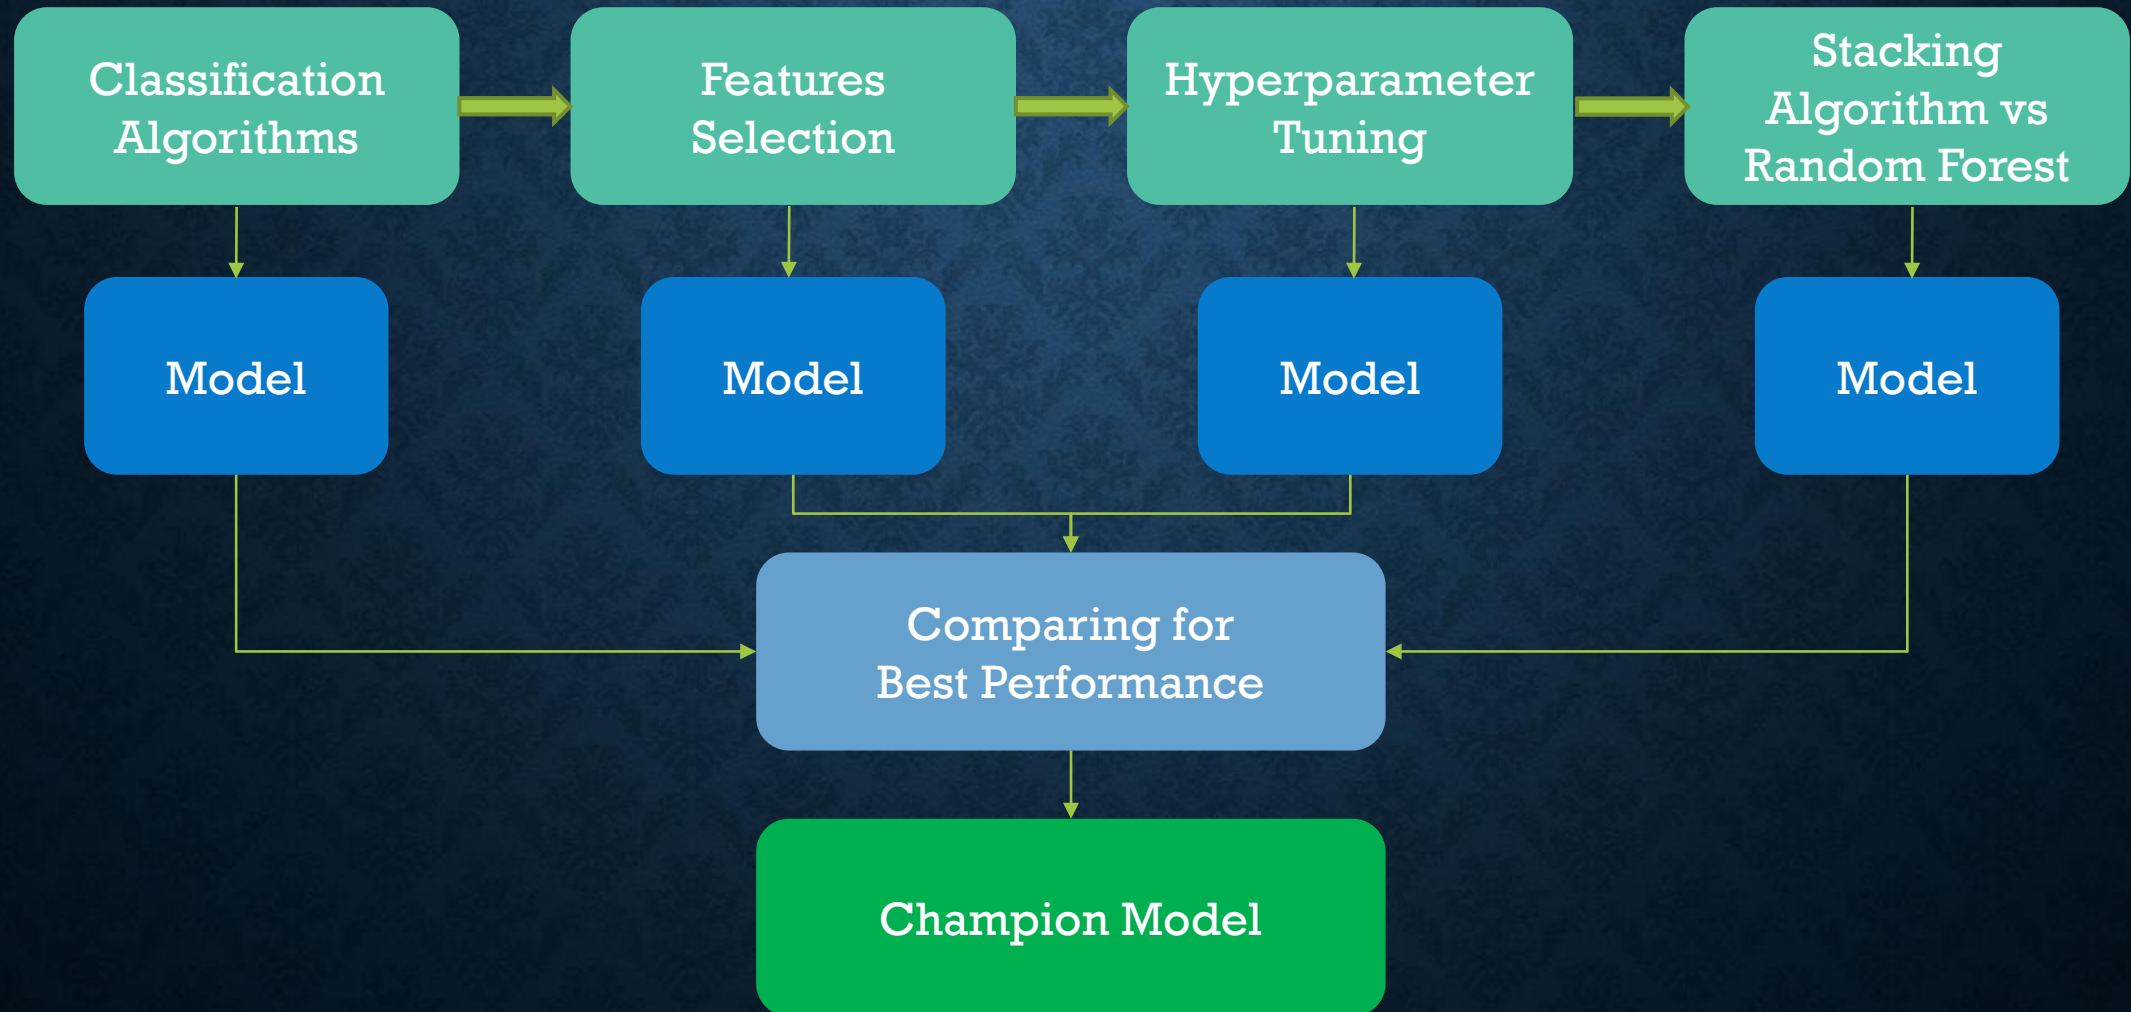 Classification
Algorithms
Features
Selection
Hyperparameter
Tuning
Stacking
Algorithm vs
Random Forest
Model
Model
Model
Model
Comparing for
Best Performance
Champion Model